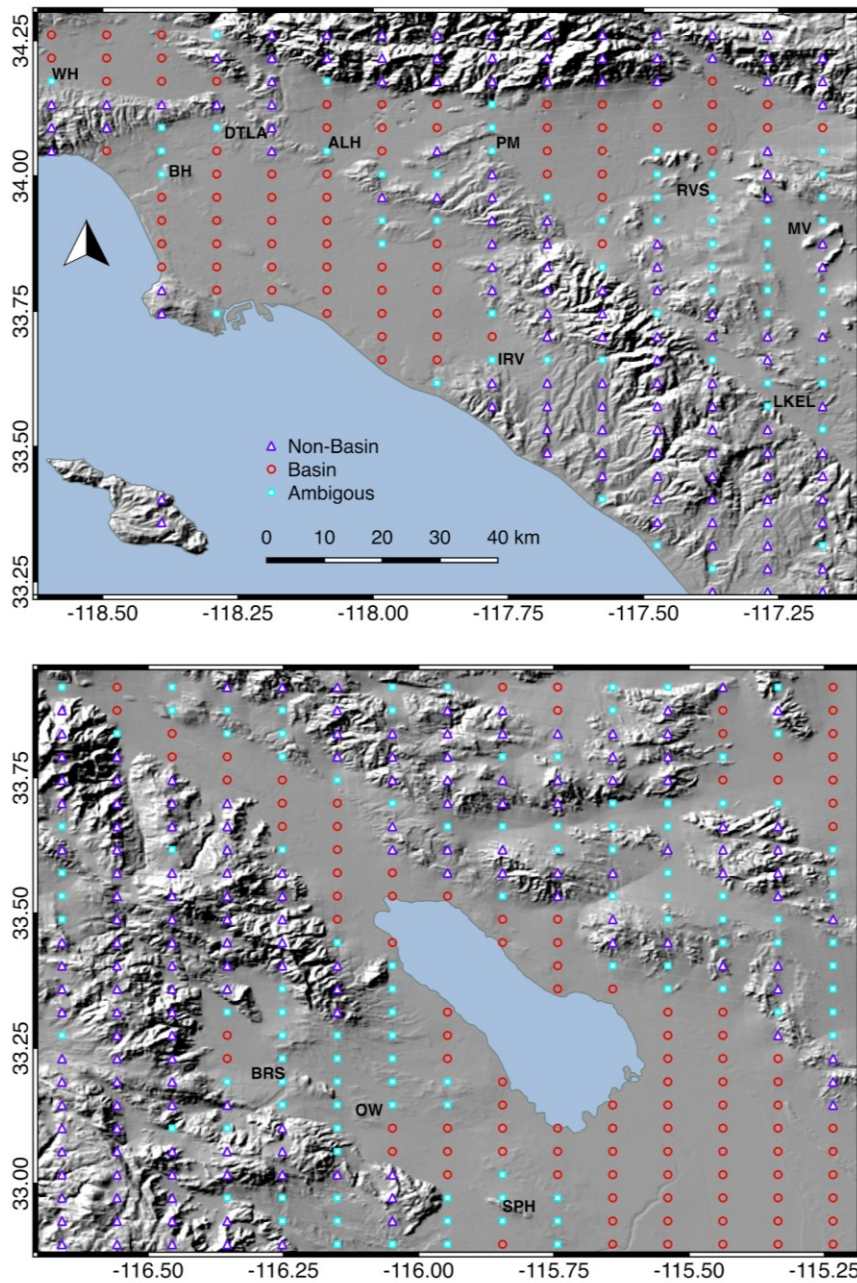 34.25
34.00
33.75
33.50
33.25
WH
DTLA
ALH
PM
BH
RVS
MV
IRV
LKEL
Non-Basin
Basin
Ambigous
0 10 20 30 40 km
-118.50 -118.25 -118.00 -117.75 -117.50 -117.25
33.75
33.50
33.25
33.00
BRS
OW
SPH
-116.50 -116.25 -116.00 -115.75 -115.50 -115.25